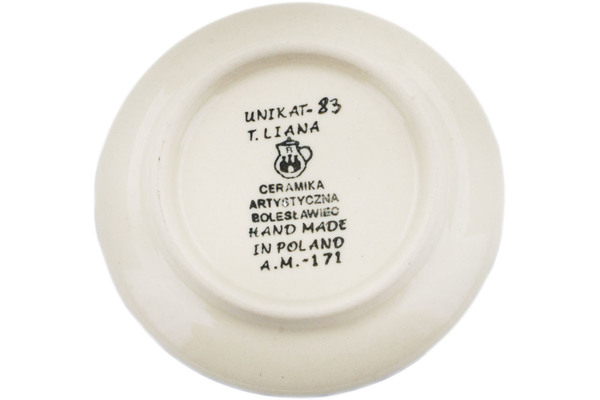 UNIKAT-83
T. LIANA
R
CERAMIKA
ARTYSTYCZNA
BOLESŁAWIEC
HAND MADE
IN POLAND
A.M.-171